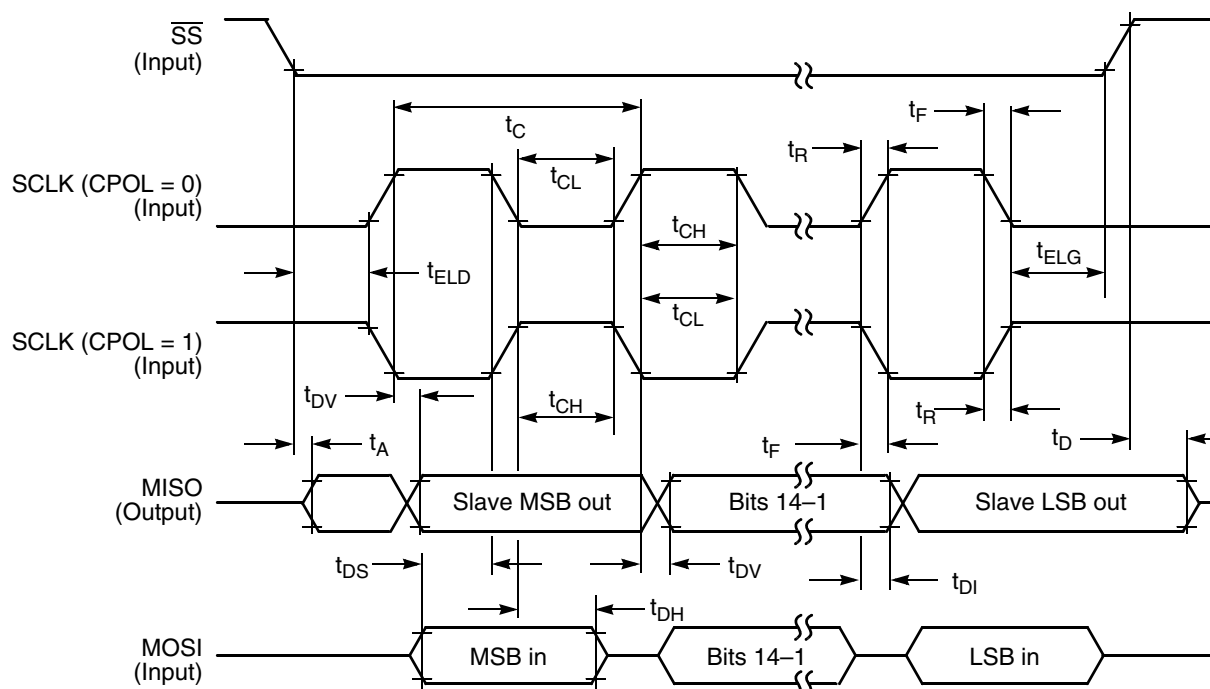 SS
(Input)
tC
tF
tR
SCLK (CPOL = 0)
(Input)
tCL
tCH
tELD
tELG
tCL
SCLK (CPOL = 1)
(Input)
tDV
tCH
tR
tA
tF
tD
MISO
(Output)
Slave MSB out
Bits 14–1
Slave LSB out
tDS
tDV
tDI
tDH
MOSI
(Input)
MSB in
Bits 14–1
LSB in